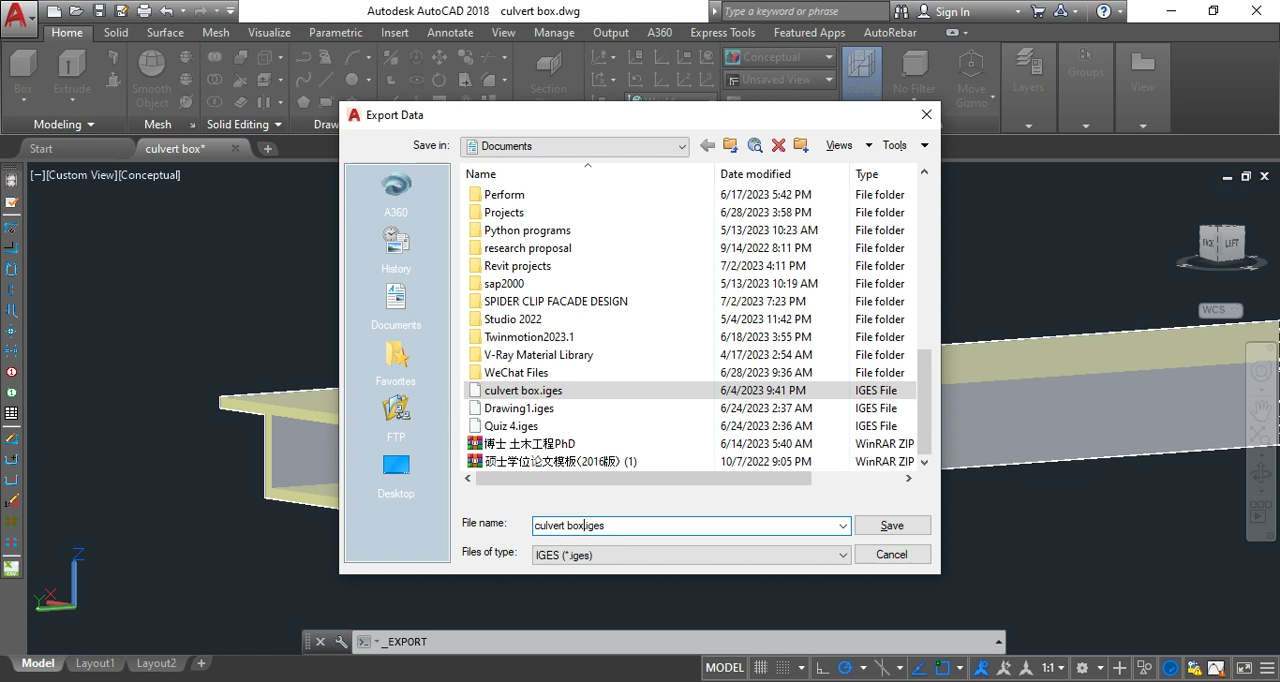 Autodesk AutoCAD 2018 culvert box.dwg
Type a keyword or phrase
Sign In
Home Solid Surface Mesh Visualize Parametric Insert Annotate View Manage Output A360 Express Tools Featured Apps AutoRebar
Box
Extrude
Smooth
Object
Section
Conceptual
Unsaved View
No Filter
Move
Gizmo
Layers
Groups
View
Modeling
Mesh
Solid Editing
Draw
Start
culvert box*
[−][Custom View][Conceptual]
LEFT
WCS
Export Data
Save in:
Documents
Views
Tools
A360
History
Documents
Favorites
FTP
Desktop
Name Date modified Type
Perform 6/17/2023 5:42 PM File folder
Projects 6/28/2023 3:58 PM File folder
Python programs 5/13/2023 10:23 AM File folder
research proposal 9/14/2022 8:11 PM File folder
Revit projects 7/2/2023 4:11 PM File folder
sap2000 5/13/2023 10:19 AM File folder
SPIDER CLIP FACADE DESIGN 7/2/2023 7:23 PM File folder
Studio 2022 5/4/2023 11:42 PM File folder
Twinmotion2023.1 6/18/2023 3:55 PM File folder
V-Ray Material Library 4/17/2023 2:54 AM File folder
WeChat Files 6/28/2023 9:36 AM File folder
culvert box.iges 6/4/2023 9:41 PM IGES File
Drawing1.iges 6/24/2023 2:37 AM IGES File
Quiz 4.iges 6/24/2023 2:36 AM IGES File
博士 土木工程PhD 6/14/2023 5:40 AM WinRAR ZIP
硕士学位论文模板(2016版) (1) 10/7/2022 9:05 PM WinRAR ZIP
File name:
culvert box.iges
Save
Files of type:
IGES (*.iges)
Cancel
Z
X
Y
_EXPORT
Model Layout1 Layout2 +
MODEL
1:1